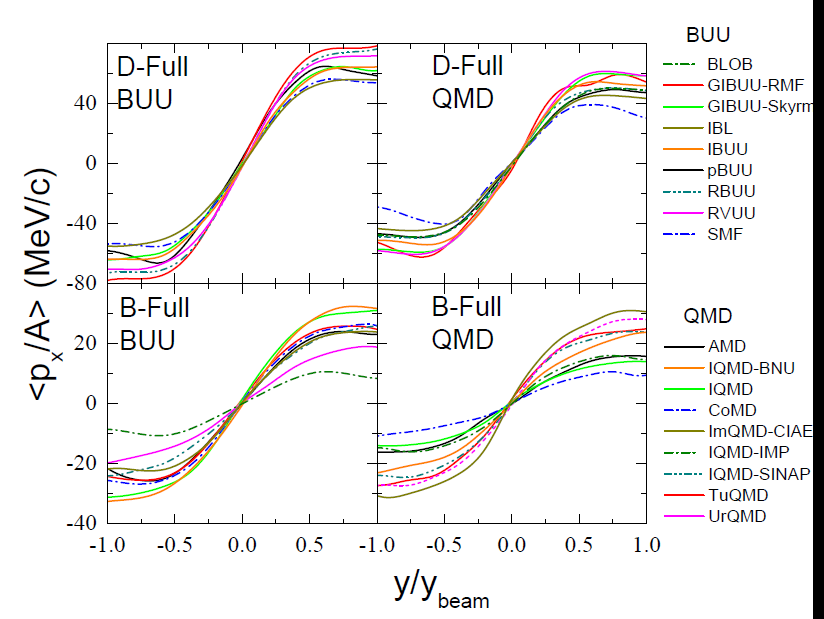 BUU
D-Full
BUU
D-Full
QMD
BLOB
GIBUU-RMF
GIBUU-Skyrm
IBL
IBUU
pBUU
RBUU
RVUU
SMF
40
0
-40
-80
<px/A> (MeV/c)
B-Full
BUU
B-Full
QMD
QMD
AMD
IQMD-BNU
IQMD
CoMD
ImQMD-CIAE
IQMD-IMP
IQMD-SINAP
TuQMD
UrQMD
20
0
-20
-40
-1.0 -0.5 0.0 0.5 -1.0 -0.5 0.0 0.5 1.0
y/ybeam